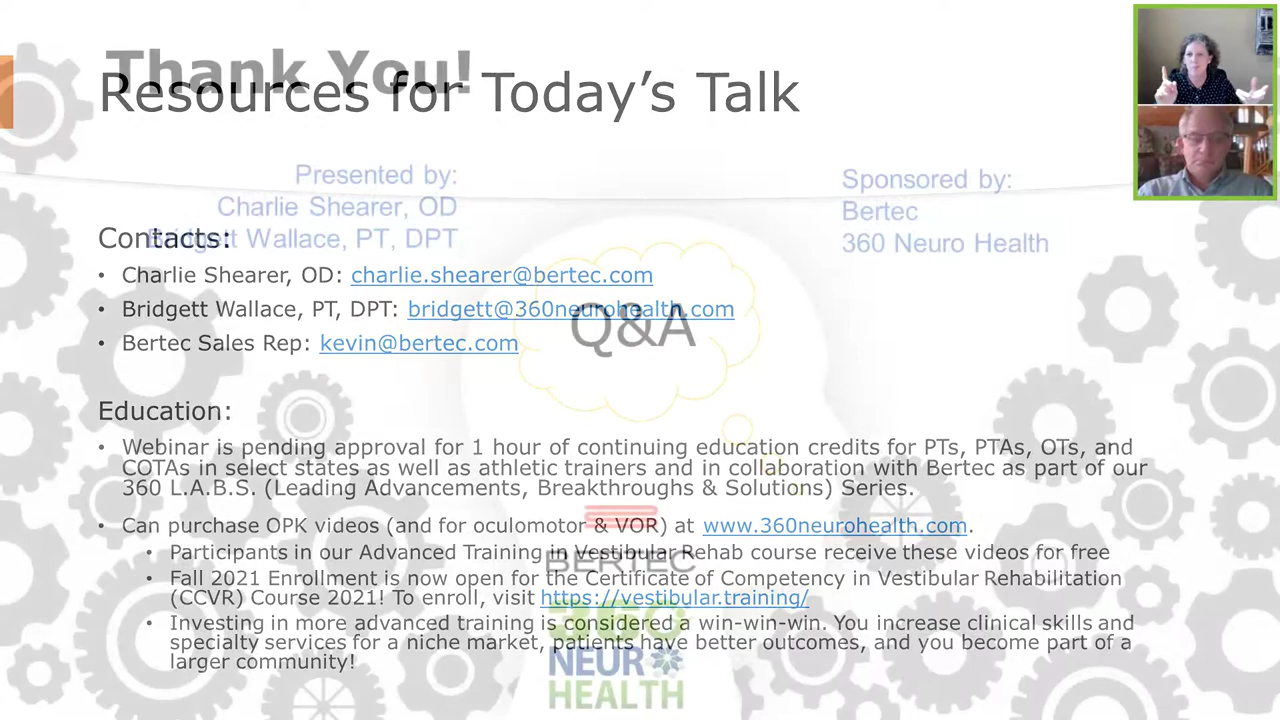 Thank You!
Resources for Today's Talk
Presented by:
Charlie Shearer, OD
Bridgett Wallace, PT, DPT
Sponsored by:
Bertec
360 Neuro Health
Contacts:
• Charlie Shearer, OD: charlie.shearer@bertec.com
• Bridgett Wallace, PT, DPT: bridgett@360neurohealth.com
• Bertec Sales Rep: kevin@bertec.com
Q&A
Education:
• Webinar is pending approval for 1 hour of continuing education credits for PTs, PTAs, OTs, and
COTAs in select states as well as athletic trainers and in collaboration with Bertec as part of our
360 L.A.B.S. (Leading Advancements, Breakthroughs & Solutions) Series.
• Can purchase OPK videos (and for oculomotor & VOR) at www.360neurohealth.com.
• Participants in our Advanced Training in Vestibular Rehab course receive these videos for free
• Fall 2021 Enrollment is now open for the Certificate of Competency in Vestibular Rehabilitation
(CCVR) Course 2021! To enroll, visit https://vestibular.training/
• Investing in more advanced training is considered a win-win-win. You increase clinical skills and
specialty services for a niche market, patients have better outcomes, and you become part of a
larger community!
BERTEC
360
NEURO
HEALTH